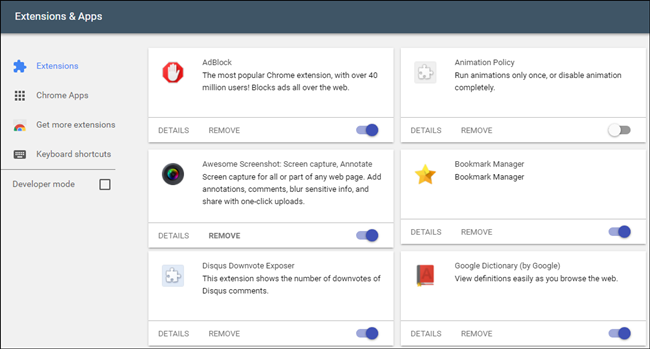 Extensions & Apps
Extensions
Chrome Apps
Get more extensions
Keyboard shortcuts
Developer mode
AdBlock
The most popular Chrome extension, with over 40
million users! Blocks ads all over the web.
DETAILS REMOVE
Animation Policy
Run animations only once, or disable animation
completely.
DETAILS REMOVE
Awesome Screenshot: Screen capture, Annotate
Screen capture for all or part of any web page. Add
annotations, comments, blur sensitive info, and
share with one-click uploads.
DETAILS REMOVE
Bookmark Manager
Bookmark Manager
DETAILS REMOVE
Disqus Downvote Exposer
This extension shows the number of downvotes of
Disqus comments.
DETAILS REMOVE
Google Dictionary (by Google)
View definitions easily as you browse the web.
DETAILS REMOVE